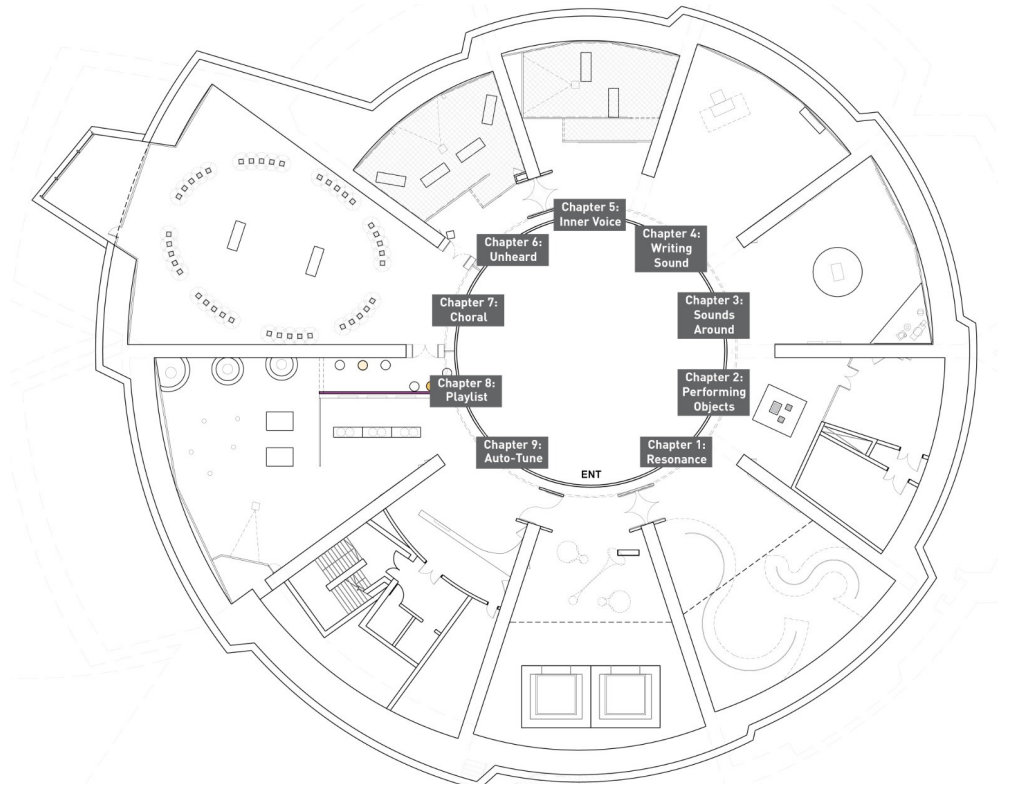 Chapter 5:
Inner Voice
Chapter 4:
Writing
Sound
Chapter 6:
Unheard
Chapter 3:
Sounds
Around
Chapter 7:
Choral
Chapter 2:
Performing
Objects
Chapter 8:
Playlist
Chapter 9:
Auto-Tune
Chapter 1:
Resonance
ENT